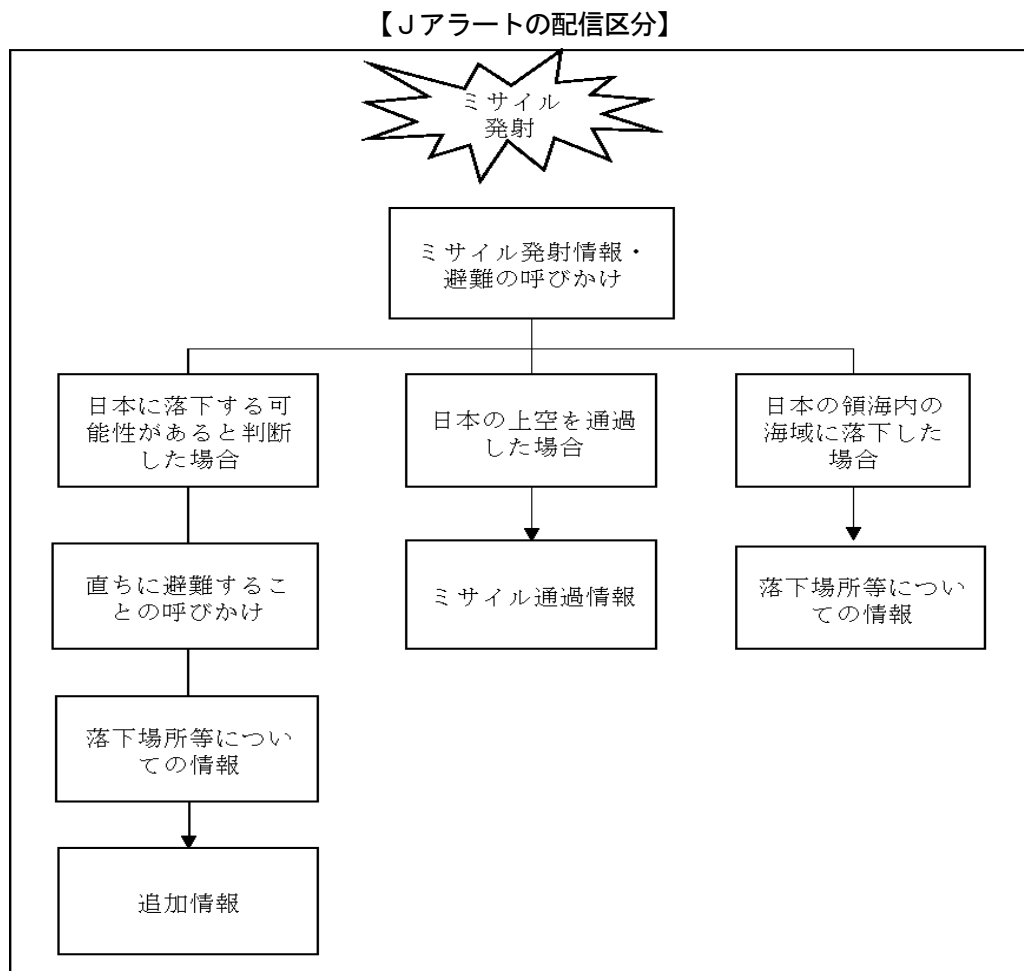 【Ｊアラートの配信区分】
ミサイル
発射
ミサイル発射情報・
避難の呼びかけ
日本に落下する可
能性があると判断
した場合
日本の上空を通過
した場合
日本の領海内の
海域に落下した
場合
直ちに避難するこ
との呼びかけ
ミサイル通過情報
落下場所等につい
ての情報
落下場所等につい
ての情報
追加情報